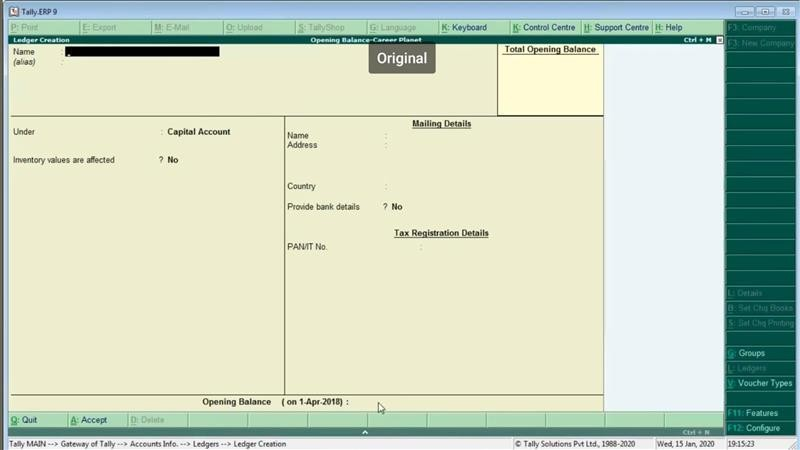 Tally.ERP 9
P: Print E: Export M: E-Mail O: Upload S: TallyShop G: Language K: Keyboard K: Control Centre H: Support Centre H: Help F3: Company
Ledger Creation Opening Balance-Career Planet Ctrl + M F3: New Company
Name : Total Opening Balance
(alias) :
Original
Mailing Details
Under : Capital Account
Name :
Address :
Inventory values are affected ? No
Country :
Provide bank details ? No
Tax Registration Details
PAN/IT No. :
L: Details
B: Set Chq Books
S: Set Chq Printing
G: Groups
L: Ledgers
V: Voucher Types
Opening Balance ( on 1-Apr-2018) :
F11: Features
Q: Quit A: Accept D: Delete
F12: Configure
Ctrl + N
Tally MAIN --> Gateway of Tally --> Accounts Info. --> Ledgers --> Ledger Creation © Tally Solutions Pvt Ltd., 1988-2020 Wed, 15 Jan, 2020 19:15:23